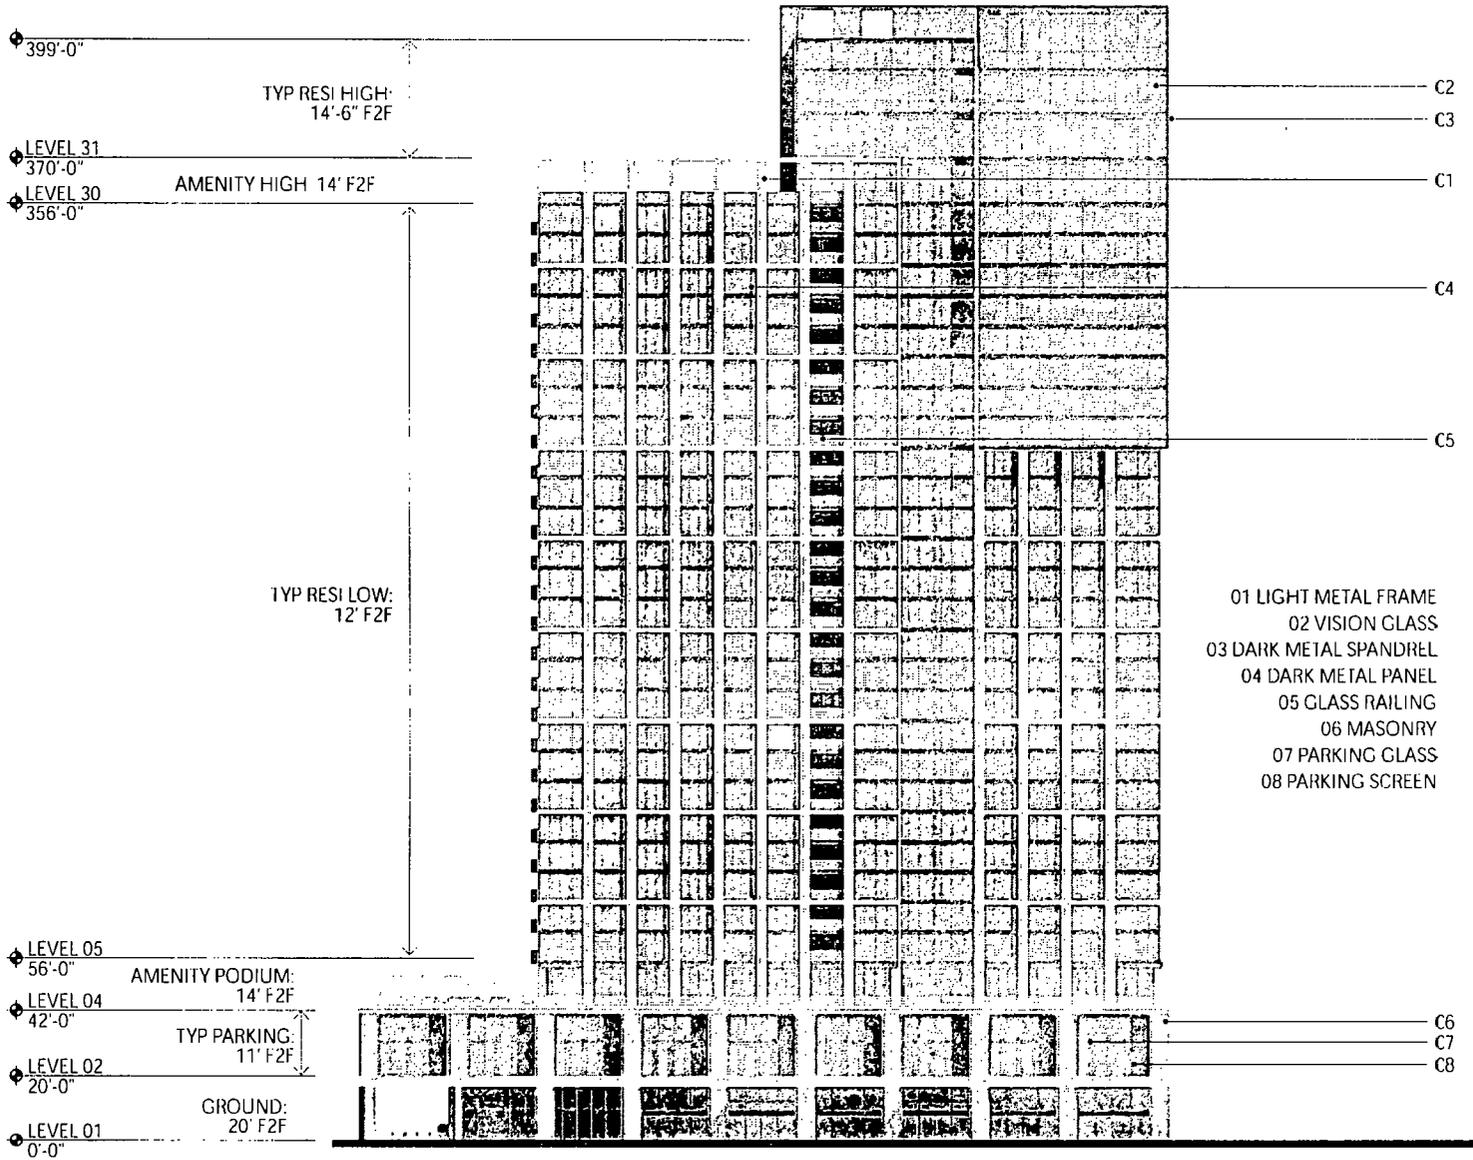 399'-0"
TYP RESI HIGH:
14'-6" F2F
LEVEL 31
370'-0"
AMENITY HIGH 14' F2F
LEVEL 30
356'-0"
TYP RESI LOW:
12' F2F
LEVEL 05
56'-0"
AMENITY PODIUM:
14' F2F
LEVEL 04
42'-0"
TYP PARKING:
11' F2F
LEVEL 02
20'-0"
GROUND:
20' F2F
LEVEL 01
0'-0"
C2
C3
C1
C4
C5
01 LIGHT METAL FRAME
02 VISION GLASS
03 DARK METAL SPANDREL
04 DARK METAL PANEL
05 GLASS RAILING
06 MASONRY
07 PARKING GLASS
08 PARKING SCREEN
C6
C7
C8